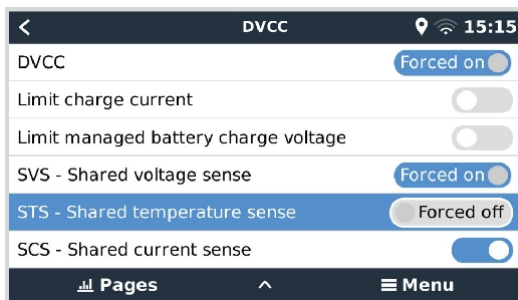 DVCC 15:15
DVCC Forced on
Limit charge current
Limit managed battery charge voltage
SVS - Shared voltage sense Forced on
STS - Shared temperature sense Forced off
SCS - Shared current sense
Pages Menu